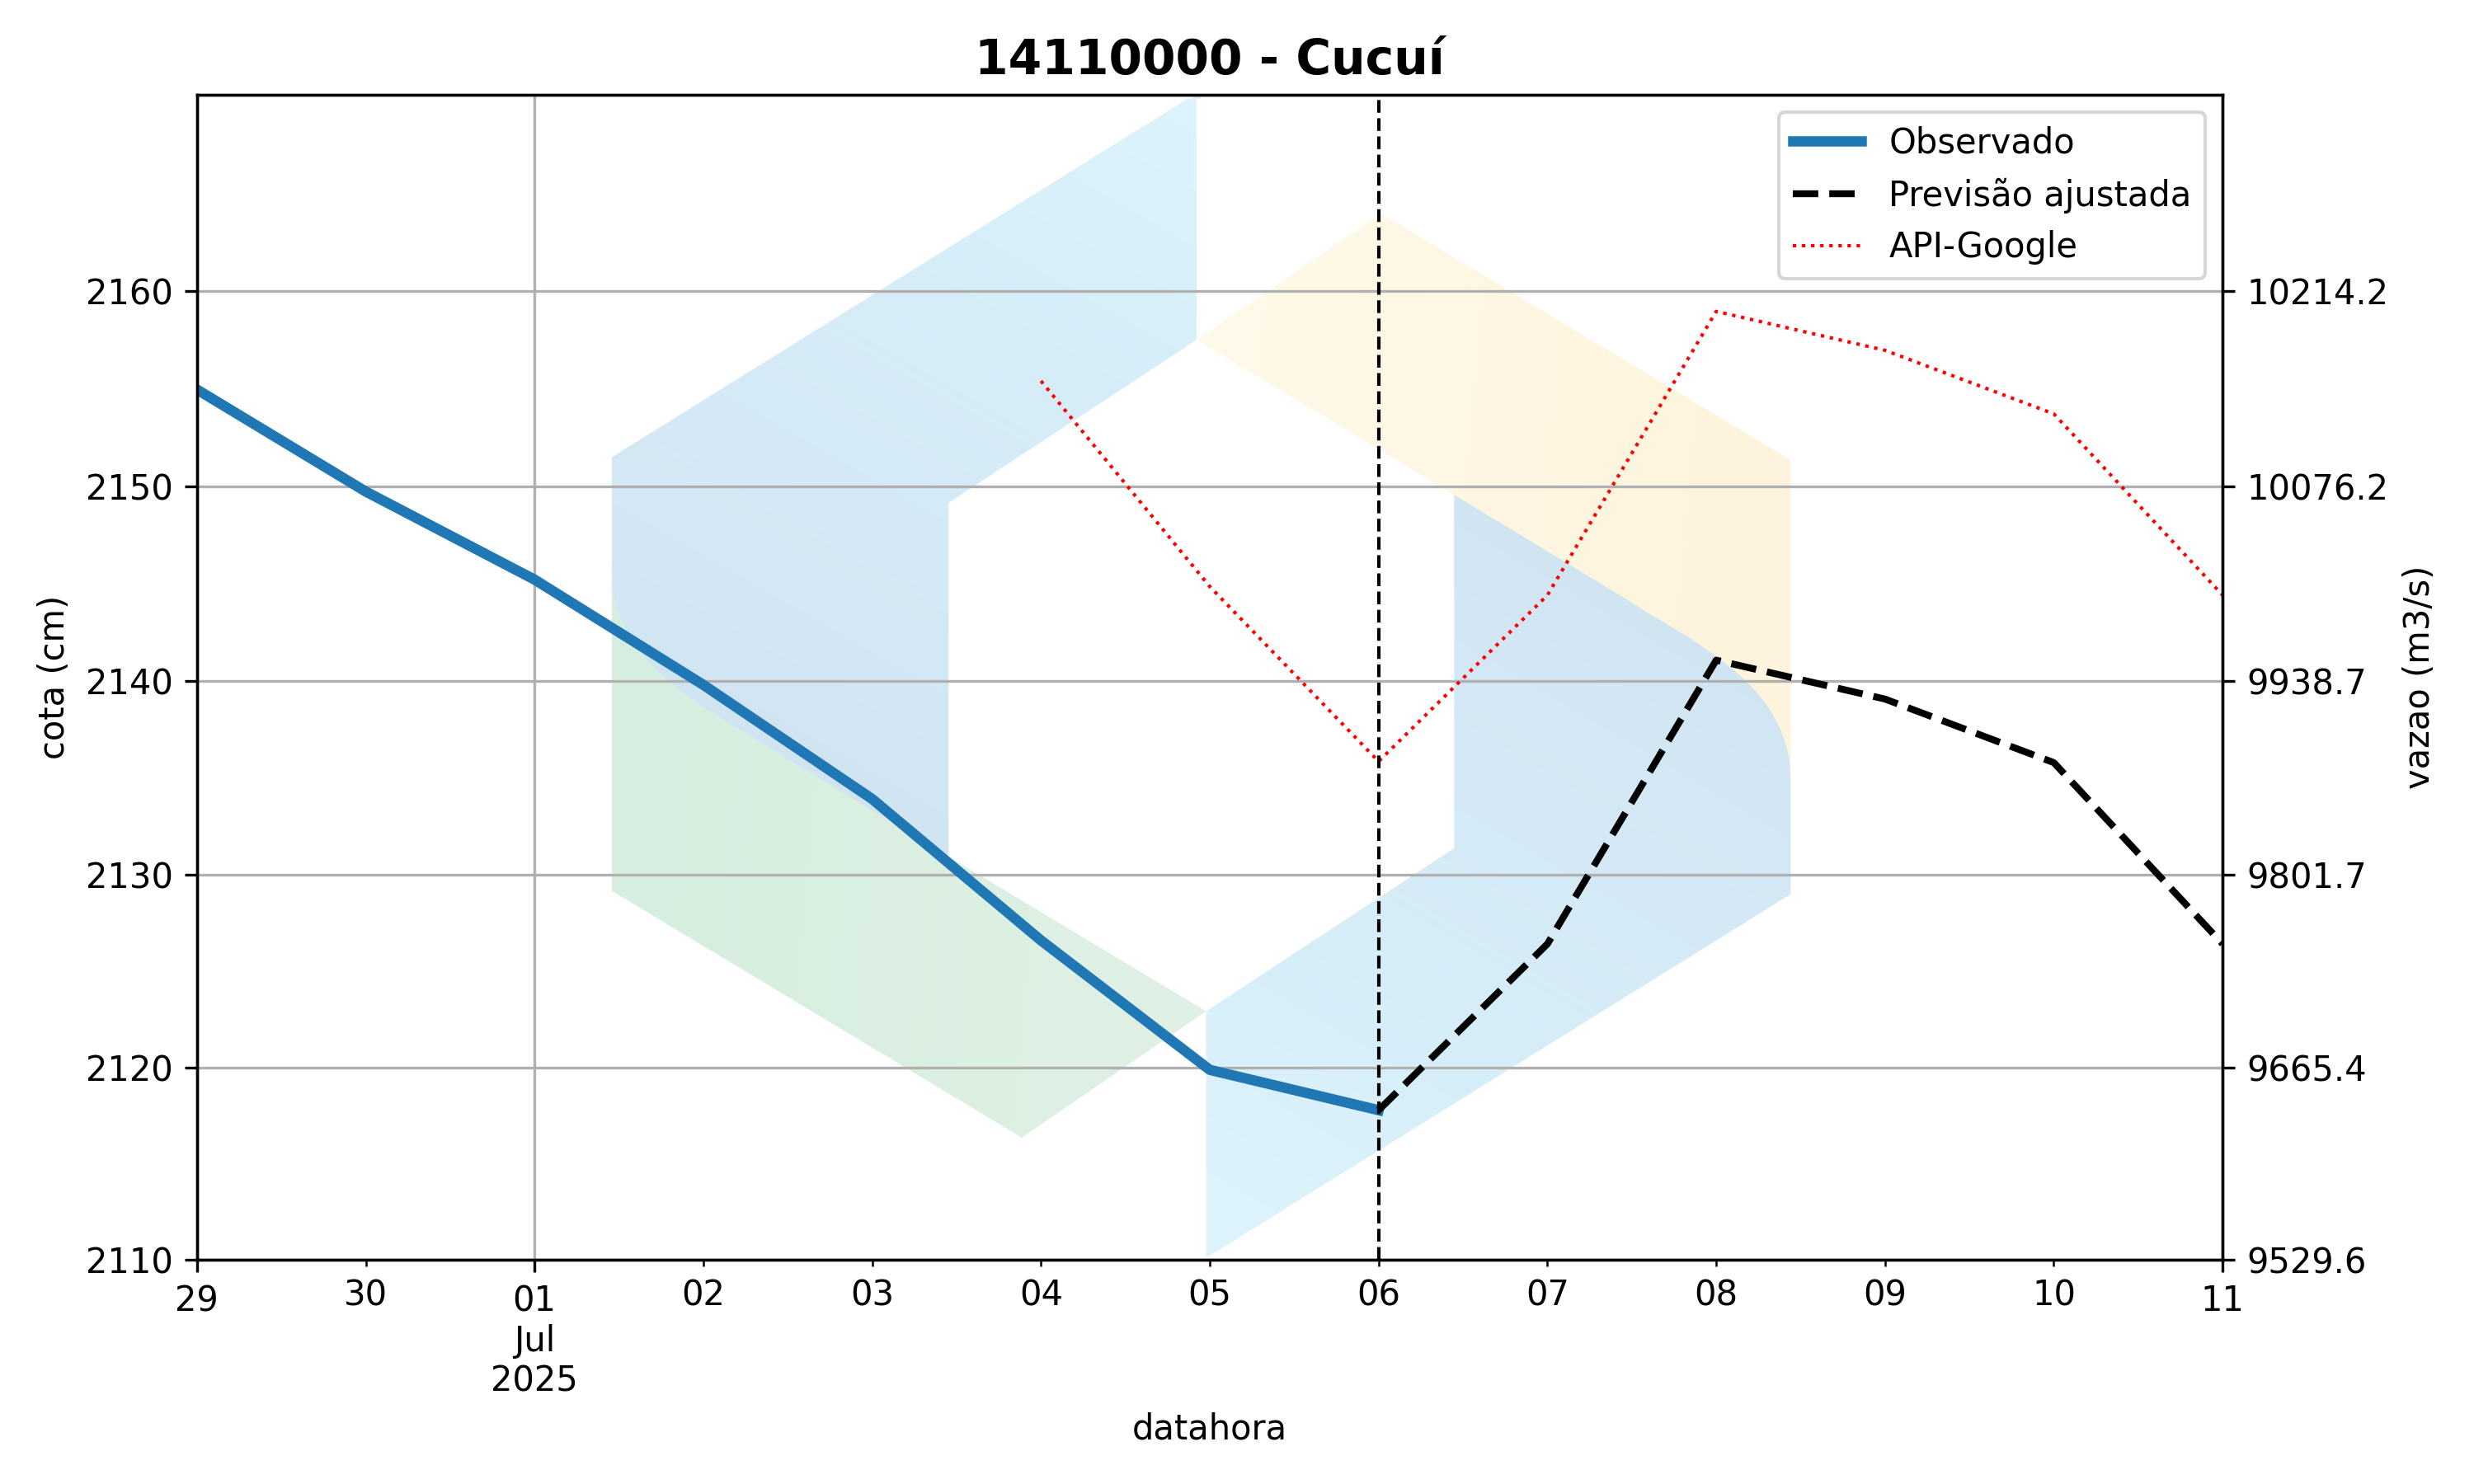 14110000 - Cucuí
Observado
Previsão ajustada
API-Google
2160
2150
2140
2130
2120
2110
cota (cm)
10214.2
10076.2
9938.7
9801.7
9665.4
9529.6
vazao (m3/s)
29 30 01 02 03 04 05 06 07 08 09 10 11
Jul
2025
datahora